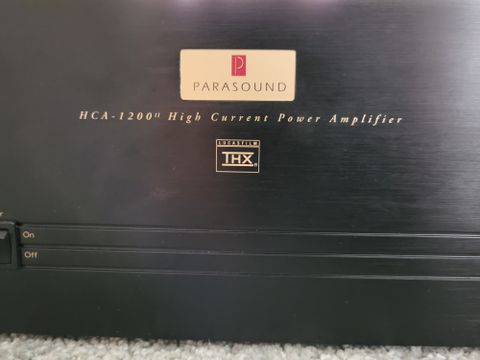 P
PARASOUND
HCA-1200ᴵᴵ High Current Power Amplifier
LUCASFILM
THX®
On
Off